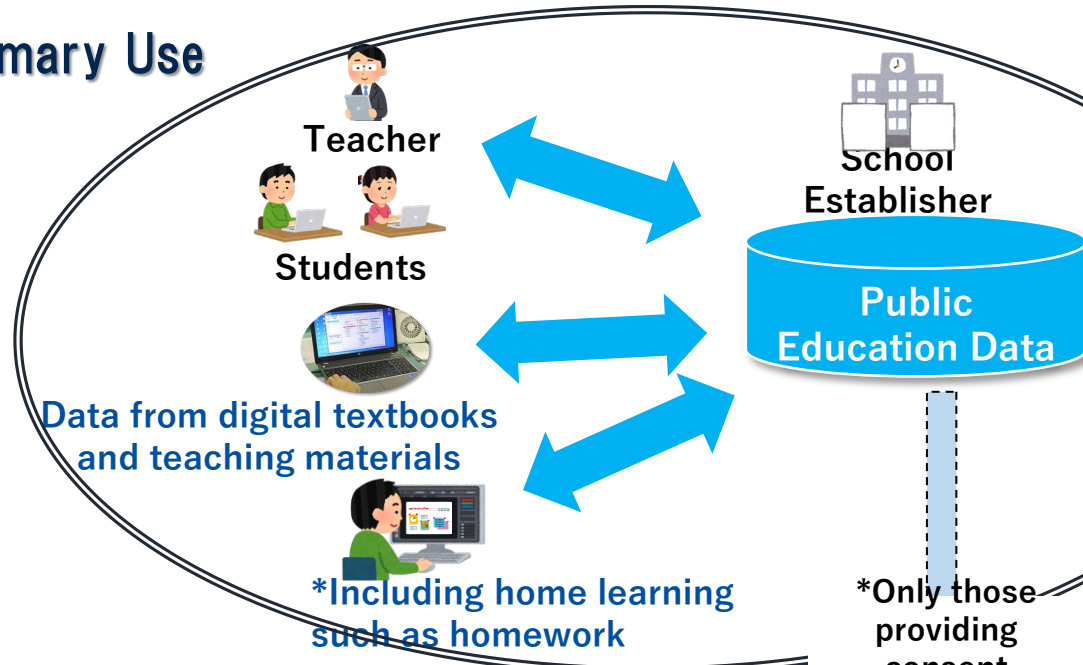 mary Use
Teacher
School
Establisher
Students
Public
Education Data
Data from digital textbooks
and teaching materials
*Including home learning
such as homework
*Only those
providing
consent